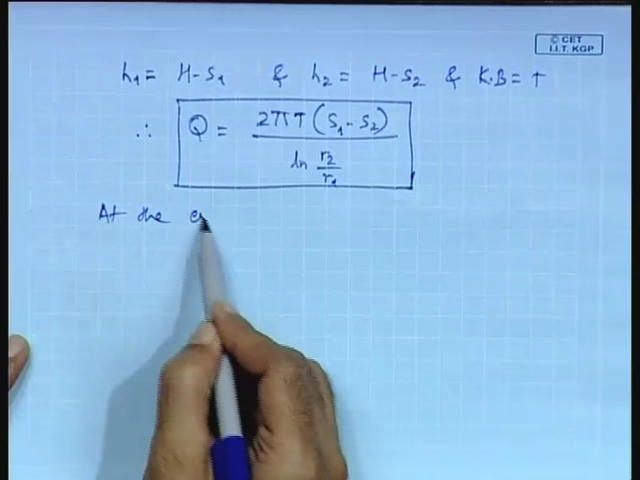 © CET
I.I.T. KGP
h₁ = H-S₁ & h₂ = H-S₂ & K.B = T
∴ Q = 2πT (S₁ - S₂) / ln r₂/r₁
At the